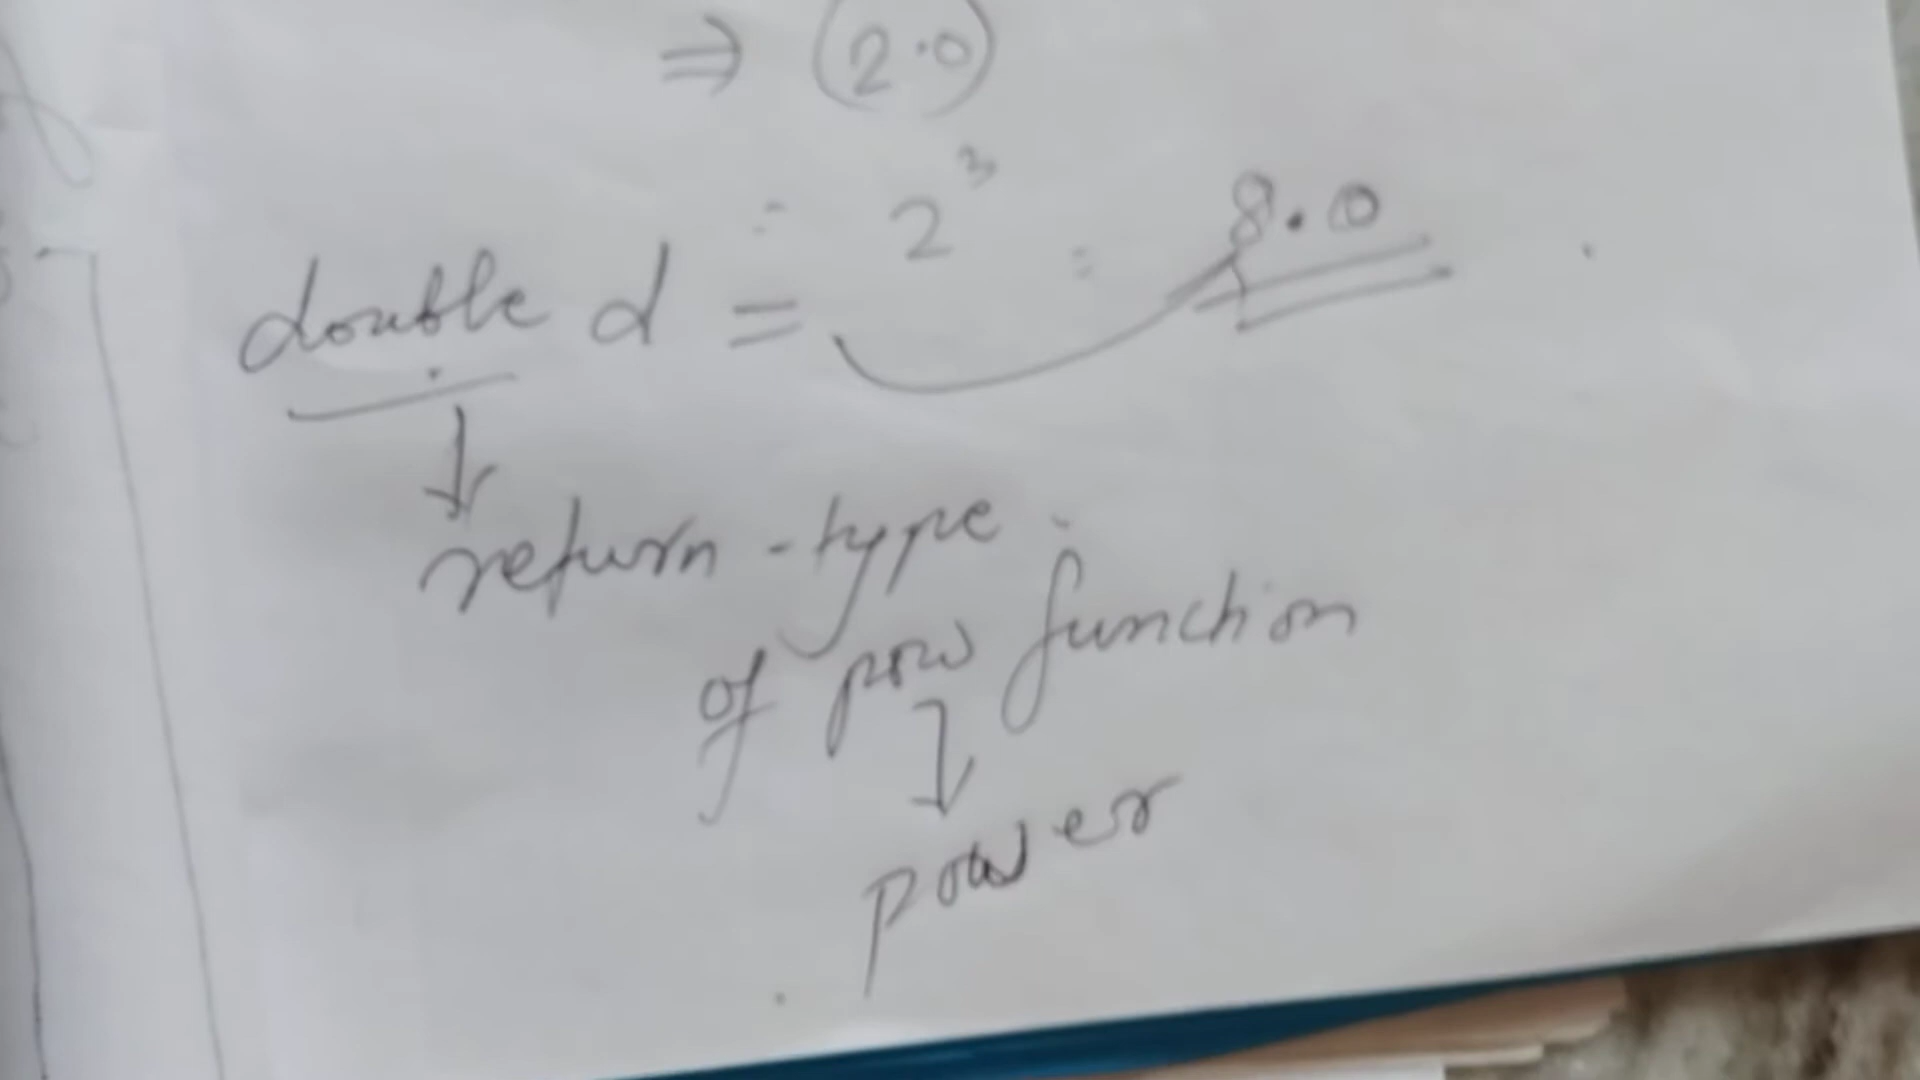 ⇒ (2.0)
= 2³ = 8.0
double d =
↓
return-type.
of pow function
↓
power